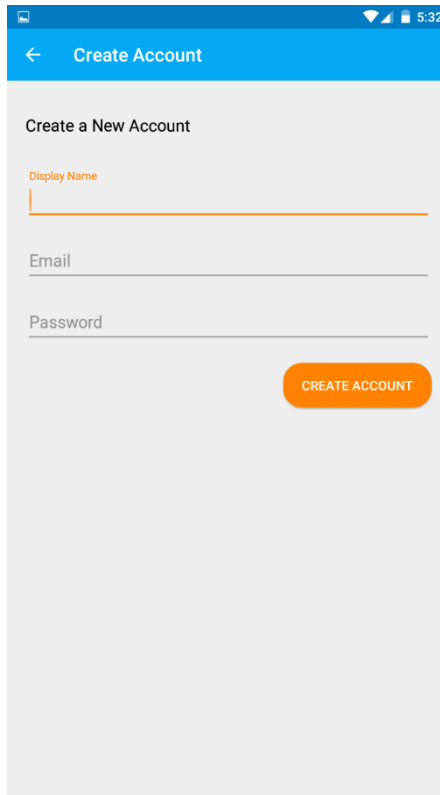 5:32
Create Account
Create a New Account
Display Name
Email
Password
CREATE ACCOUNT